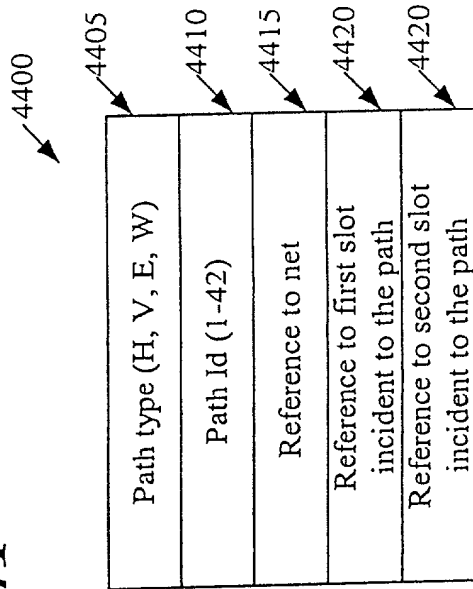 4400
Path type (H, V, E, W)
4405
Path Id (1-42)
4410
Reference to net
4415
Reference to first slot
incident to the path
4420
Reference to second slot
incident to the path
4420